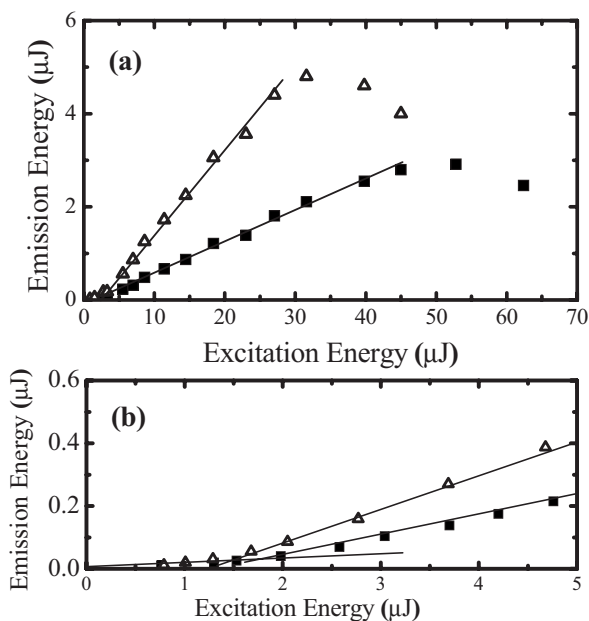 (a)
Emission Energy (μJ)
6
4
2
0
0 10 20 30 40 50 60 70
Excitation Energy (μJ)
(b)
Emission Energy (μJ)
0.6
0.4
0.2
0.0
0 1 2 3 4 5
Excitation Energy (μJ)